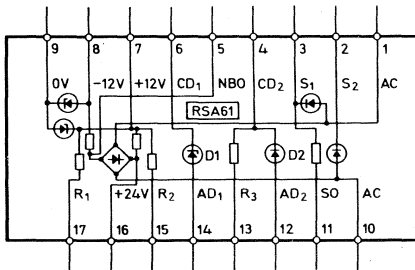 9 8 7 6 5 4 3 2 1
0V -12V +12V CD1 NBO CD2 S1 S2 AC
RSA61
D1 D2
R1 +24V R2 AD1 R3 AD2 SO AC
17 16 15 14 13 12 11 10